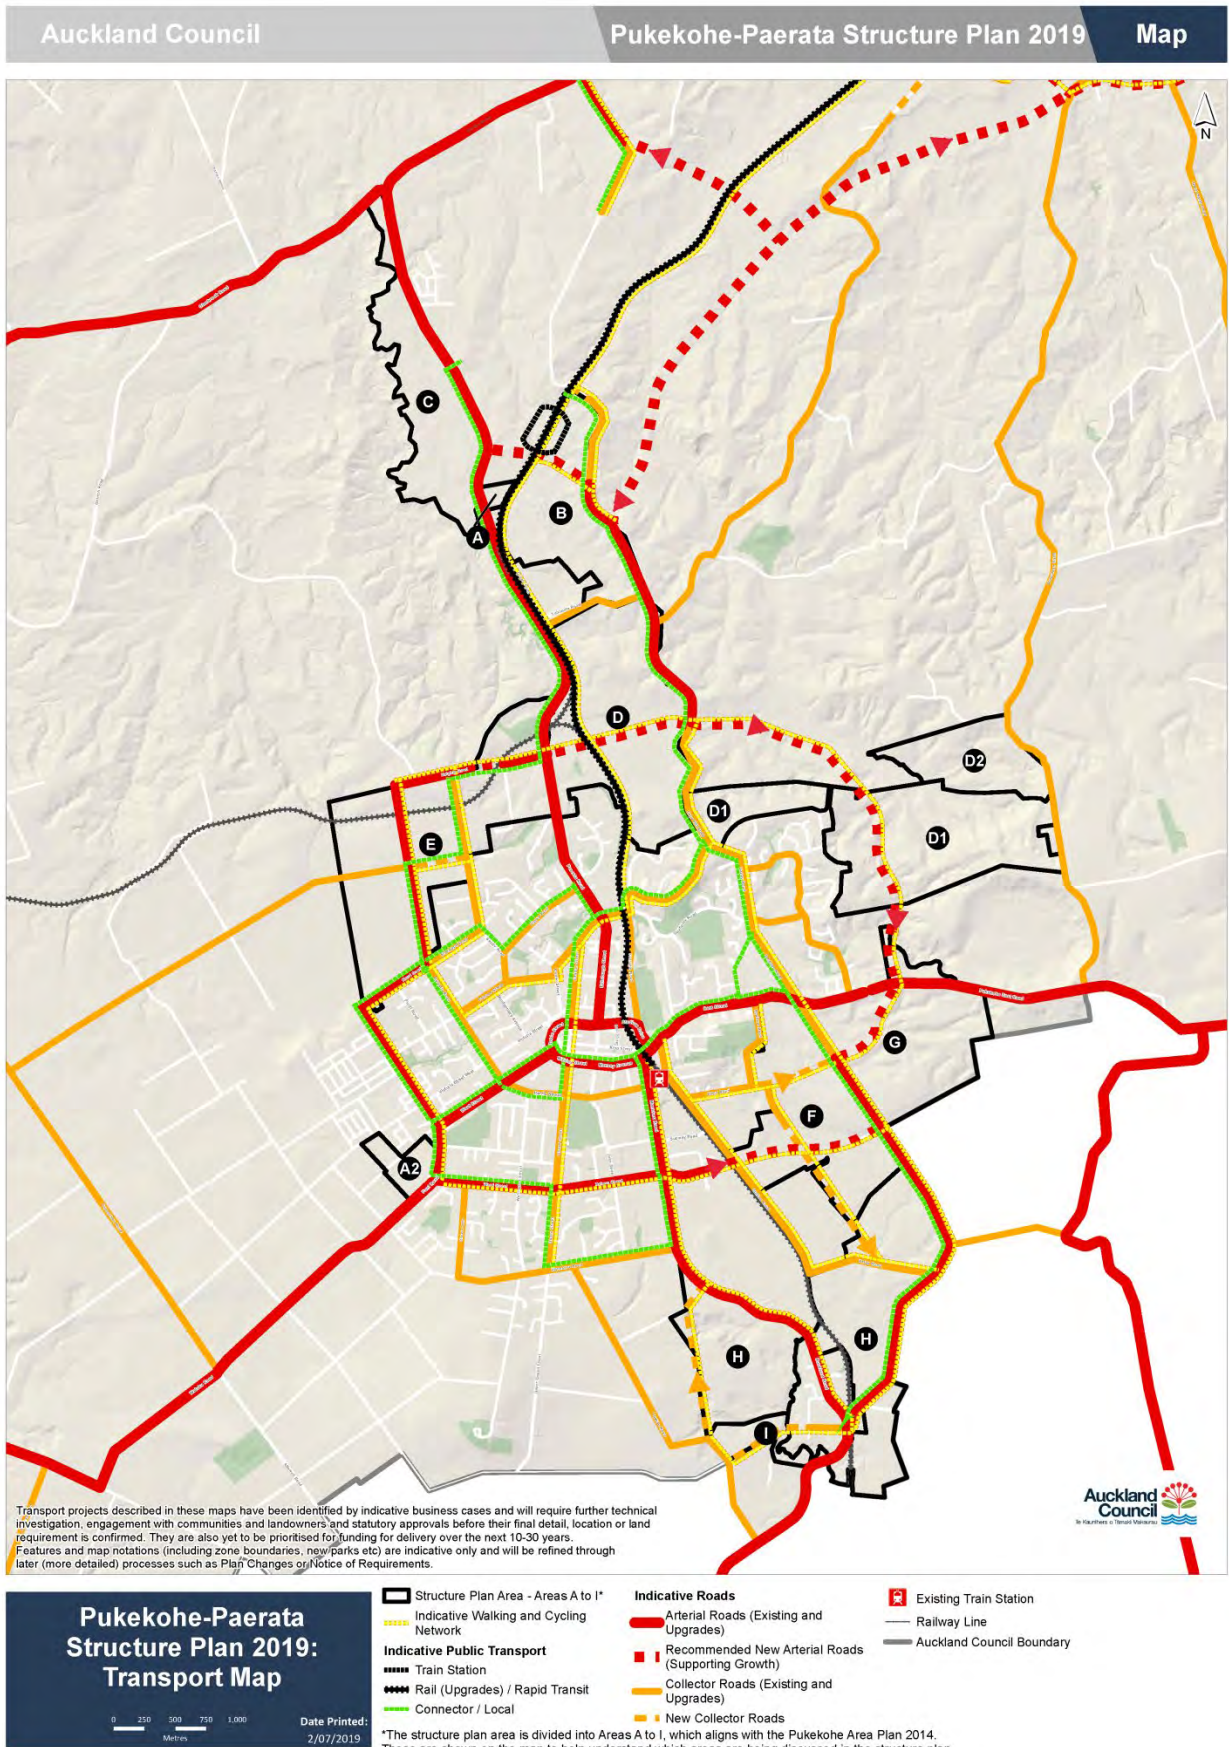 Auckland Council
Pukekohe-Paerata Structure Plan 2019
Map
N
C
B
A
D
D2
D1
D1
E
G
F
A2
H
H
I
Transport projects described in these maps have been identified by indicative business cases and will require further technical
investigation, engagement with communities and landowners and statutory approvals before their final detail, location or land
requirement is confirmed. They are also yet to be prioritised for funding for delivery over the next 10-30 years.
Features and map notations (including zone boundaries, new parks etc) are indicative only and will be refined through
later (more detailed) processes such as Plan Changes or Notice of Requirements.
Auckland
Council
Te Kaunihera o Tāmaki Makaurau
Pukekohe-Paerata
Structure Plan 2019:
Transport Map
0 250 500 750 1,000
Metres
Date Printed:
2/07/2019
Structure Plan Area - Areas A to I*
Indicative Walking and Cycling
Network
Indicative Public Transport
Train Station
Rail (Upgrades) / Rapid Transit
Connector / Local
Indicative Roads
Arterial Roads (Existing and
Upgrades)
Recommended New Arterial Roads
(Supporting Growth)
Collector Roads (Existing and
Upgrades)
New Collector Roads
Existing Train Station
Railway Line
Auckland Council Boundary
*The structure plan area is divided into Areas A to I, which aligns with the Pukekohe Area Plan 2014.